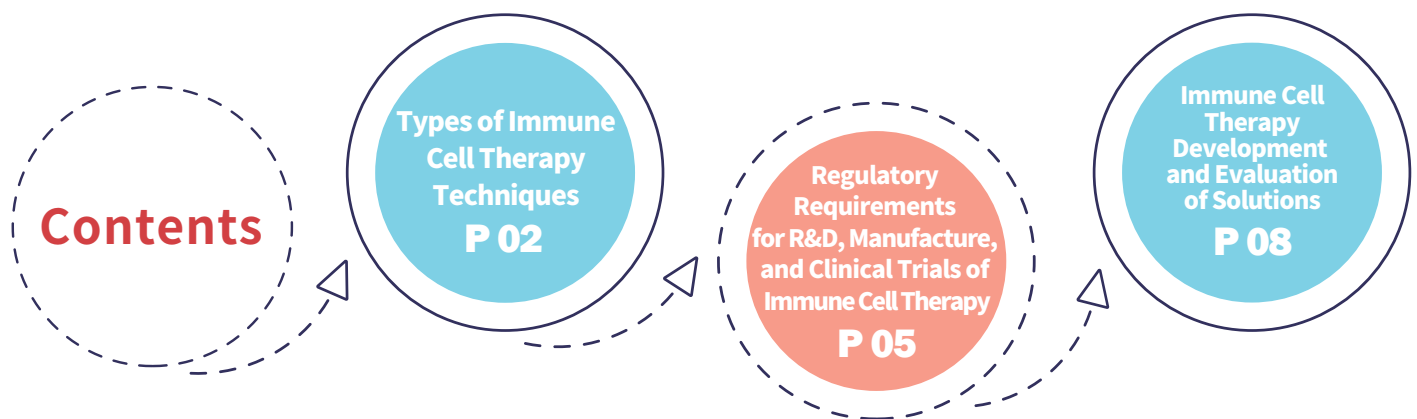 Contents
Types of Immune
Cell Therapy
Techniques
P 02
Regulatory
Requirements
for R&D, Manufacture,
and Clinical Trials of
Immune Cell Therapy
P 05
Immune Cell
Therapy
Development
and Evaluation
of Solutions
P 08